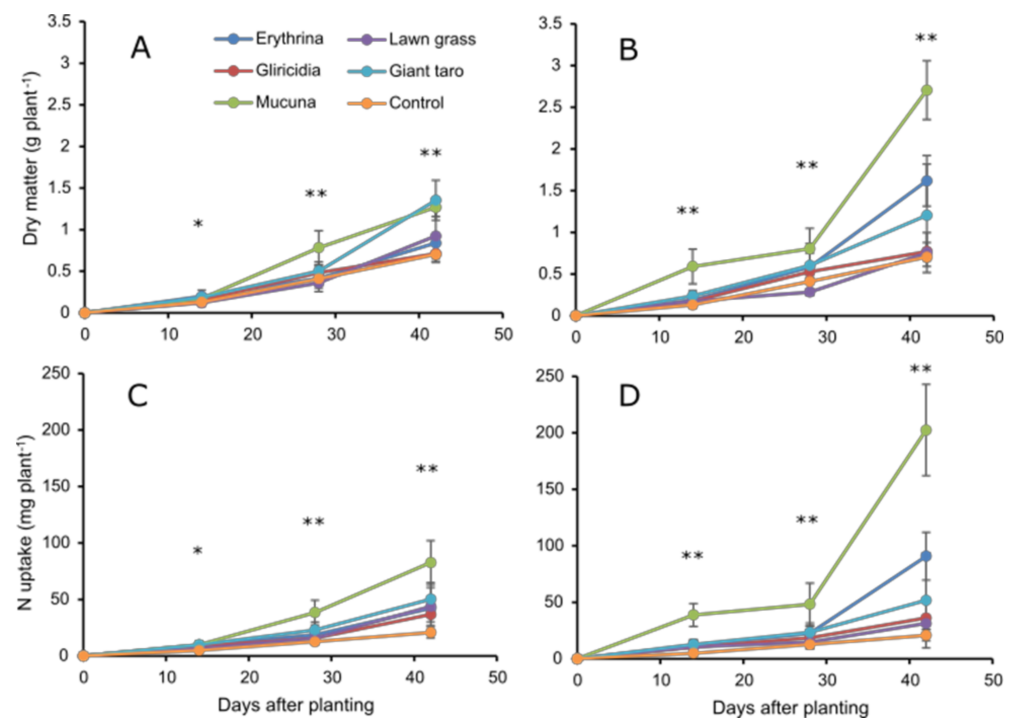 A
Erythrina
Lawn grass
Gliricidia
Giant taro
Mucuna
Control
Dry matter (g plant⁻¹)
3.5
3
2.5
2
1.5
1
0.5
0
*
**
**
0 10 20 30 40 50
B
3.5
3
2.5
2
1.5
1
0.5
0
**
**
**
0 10 20 30 40 50
C
N uptake (mg plant⁻¹)
250
200
150
100
50
0
*
**
**
0 10 20 30 40 50
Days after planting
D
250
200
150
100
50
0
**
**
**
0 10 20 30 40 50
Days after planting